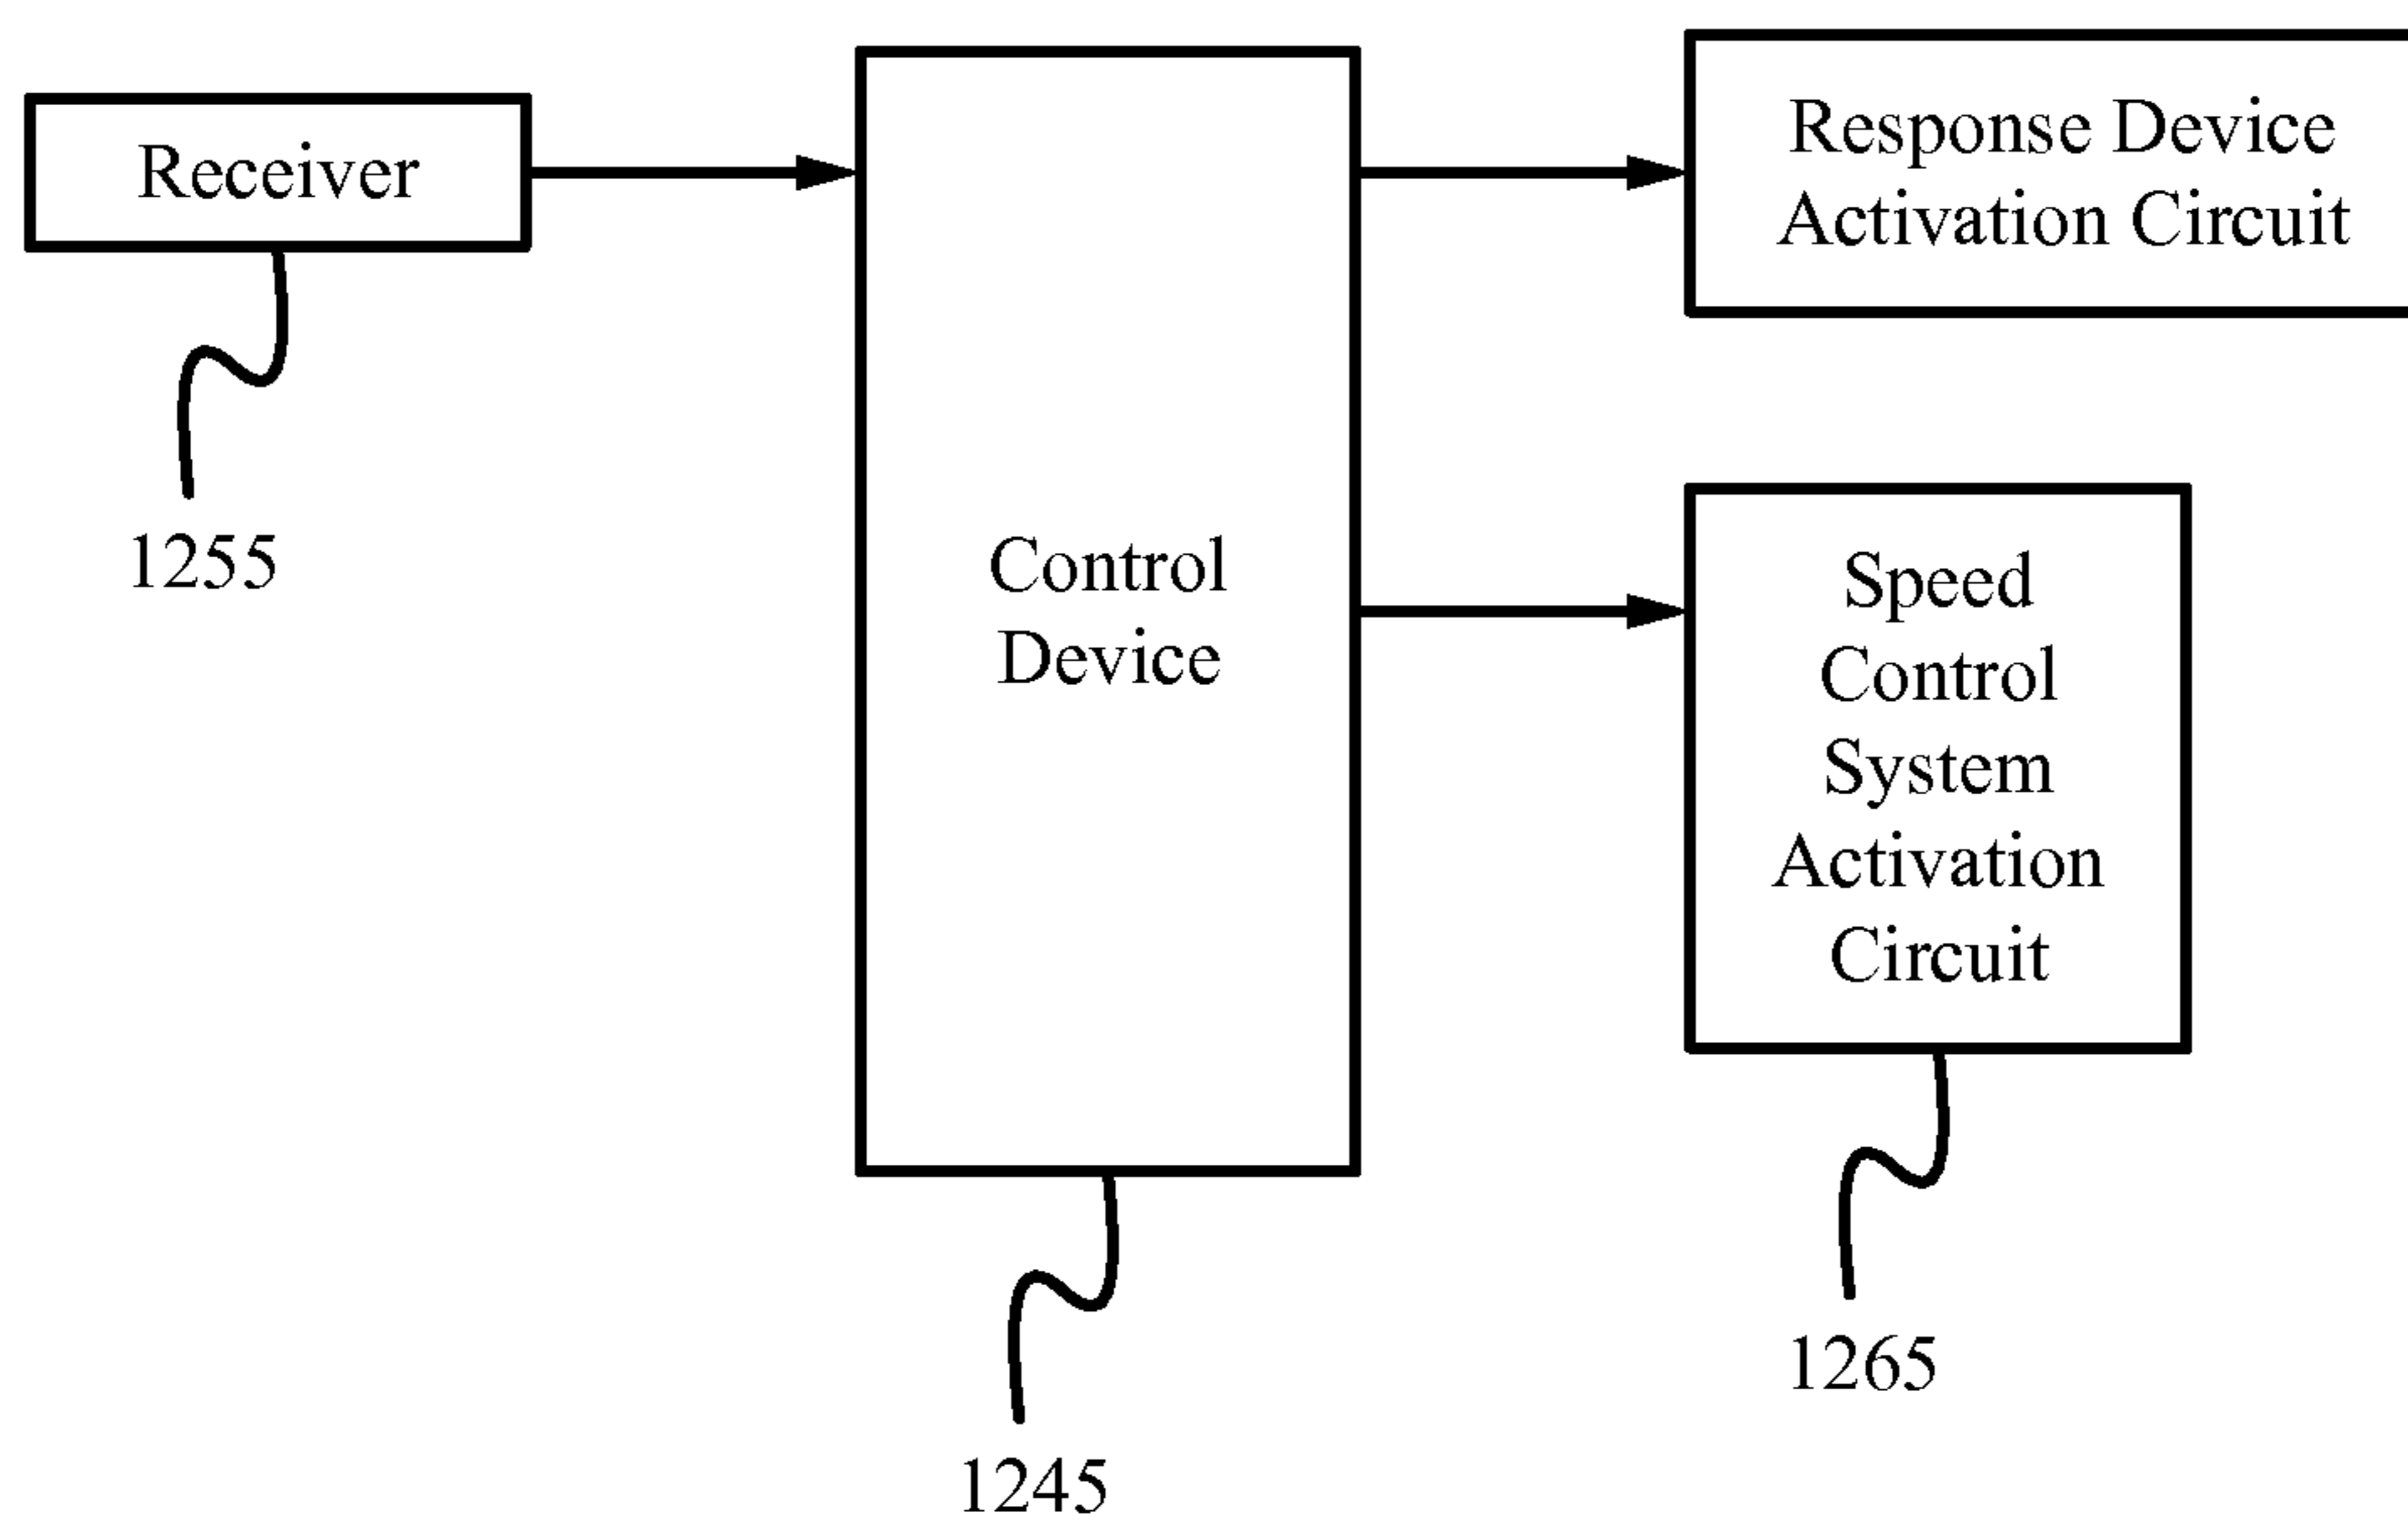 Receiver
1255
Control
Device
1245
Response Device
Activation Circuit
Speed
Control
System
Activation
Circuit
1265